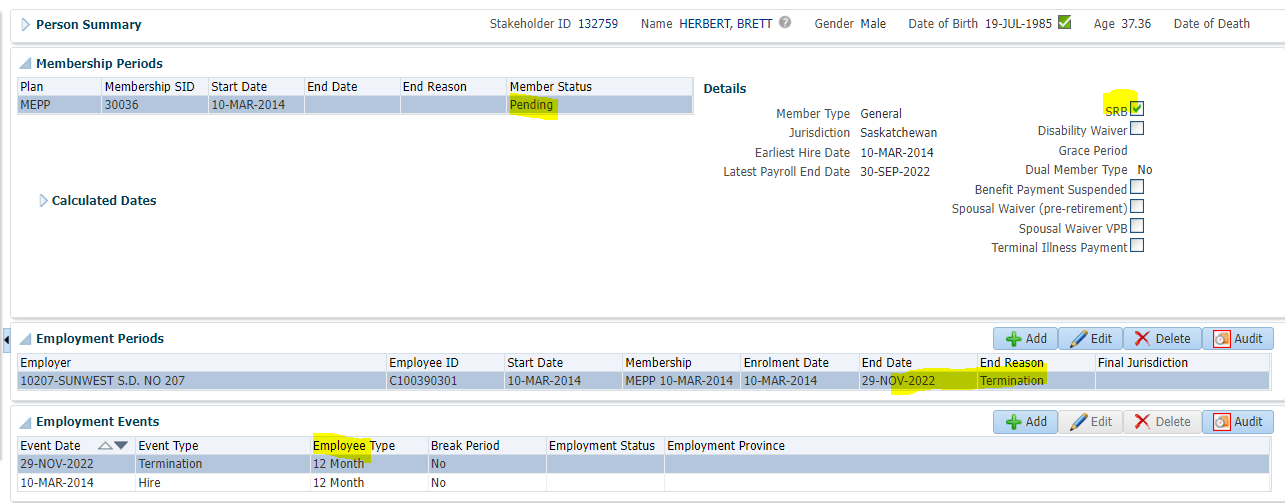 Person Summary Stakeholder ID 132759 Name HERBERT, BRETT Gender Male Date of Birth 19-JUL-1985 Age 37.36 Date of Death
Membership Periods
Plan Membership SID Start Date End Date End Reason Member Status
MEPP 30036 10-MAR-2014 Pending
Details
Member Type General
Jurisdiction Saskatchewan
Earliest Hire Date 10-MAR-2014
Latest Payroll End Date 30-SEP-2022
SRB
Disability Waiver
Grace Period
Dual Member Type No
Benefit Payment Suspended
Spousal Waiver (pre-retirement)
Spousal Waiver VPB
Terminal Illness Payment
Calculated Dates
Employment Periods Add Edit Delete Audit
Employer Employee ID Start Date Membership Enrolment Date End Date End Reason Final Jurisdiction
10207-SUNWEST S.D. NO 207 C100390301 10-MAR-2014 MEPP 10-MAR-2014 10-MAR-2014 29-NOV-2022 Termination
Employment Events Add Edit Delete Audit
Event Date Event Type Employee Type Break Period Employment Status Employment Province
29-NOV-2022 Termination 12 Month No
10-MAR-2014 Hire 12 Month No